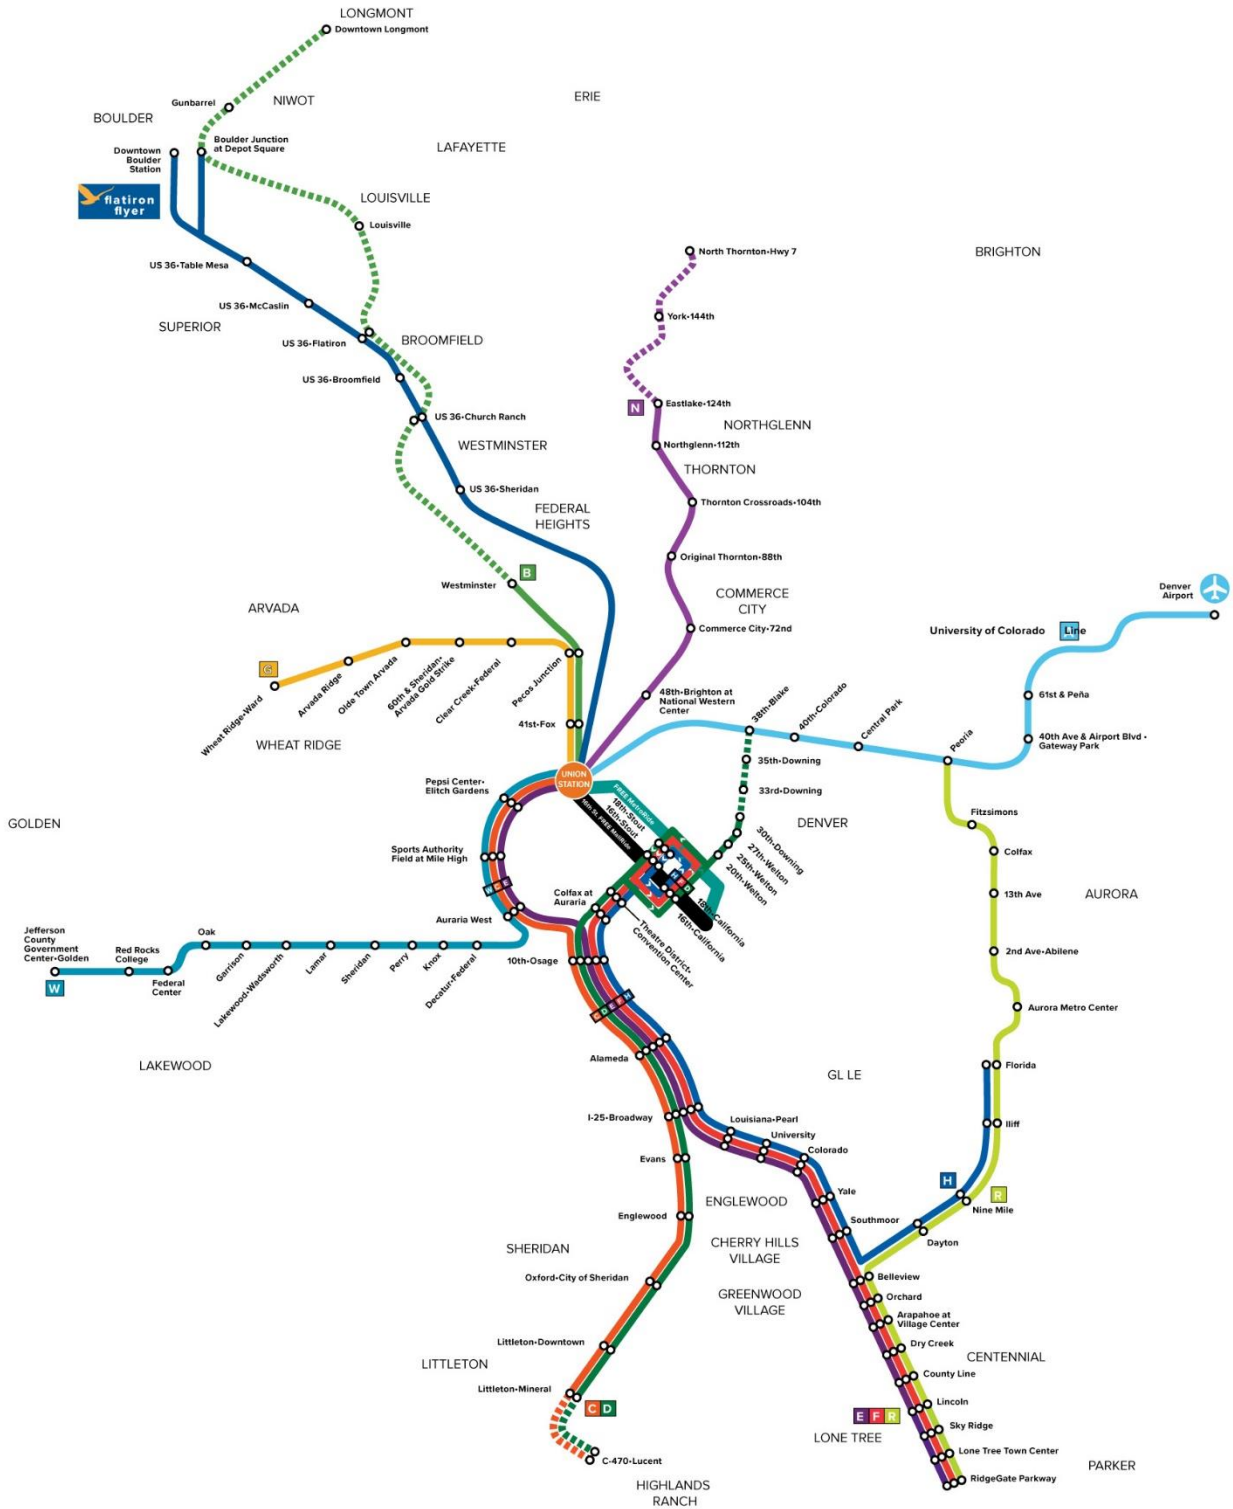 LONGMONT
Downtown Longmont
ERIE
Gunbarrel
NIWOT
BOULDER
Boulder Junction
at Depot Square
LAFAYETTE
Downtown
Boulder
Station
flatiron
flyer
LOUISVILLE
Louisville
US 36•Table Mesa
North Thornton•Hwy 7
BRIGHTON
US 36•McCaslin
York•144th
SUPERIOR
US 36•Flatiron
BROOMFIELD
US 36•Broomfield
N
Eastlake•124th
US 36•Church Ranch
NORTHGLENN
WESTMINSTER
Northglenn•112th
THORNTON
US 36•Sheridan
Thornton Crossroads•104th
FEDERAL
HEIGHTS
Original Thornton•88th
B
Westminster
COMMERCE
CITY
Denver
Airport
ARVADA
Commerce City•72nd
University of Colorado
A
Line
G
Wheat Ridge•Ward
Arvada Ridge
Olde Town Arvada
60th & Sheridan•
Arvada Gold Strike
Clear Creek•Federal
Pecos Junction
41st•Fox
48th•Brighton at
National Western
Center
38th•Blake
40th•Colorado
Central Park
Peoria
61st & Peña
40th Ave & Airport Blvd •
Gateway Park
WHEAT RIDGE
UNION
STATION
35th•Downing
33rd•Downing
Pepsi Center•
Elitch Gardens
FREE MetroRide
18th•Stout
16th•Stout
16th St. FREE MallRide
GOLDEN
DENVER
Fitzsimons
30th•Downing
27th•Welton
25th•Welton
20th•Welton
Sports Authority
Field at Mile High
Colfax
W C E
Colfax at
Auraria
13th Ave
AURORA
18th•California
16th•California
Auraria West
Theatre District•
Convention Center
Jefferson
County
Government
Center•Golden
Red Rocks
College
Oak
Federal
Center
W
Garrison
Lakewood•Wadsworth
Lamar
Sheridan
Perry
Knox
Decatur•Federal
10th•Osage
2nd Ave•Abilene
C D E F H
Aurora Metro Center
LAKEWOOD
Alameda
GL LE
Florida
I-25•Broadway
Louisiana•Pearl
University
Colorado
Iliff
Evans
Yale
H
R
ENGLEWOOD
Nine Mile
Englewood
Southmoor
Dayton
SHERIDAN
CHERRY HILLS
VILLAGE
Oxford•City of Sheridan
Belleview
GREENWOOD
VILLAGE
Orchard
Arapahoe at
Village Center
Littleton•Downtown
Dry Creek
CENTENNIAL
LITTLETON
County Line
Littleton•Mineral
C D
Lincoln
E F R
Sky Ridge
LONE TREE
Lone Tree Town Center
C-470•Lucent
PARKER
RidgeGate Parkway
HIGHLANDS
RANCH